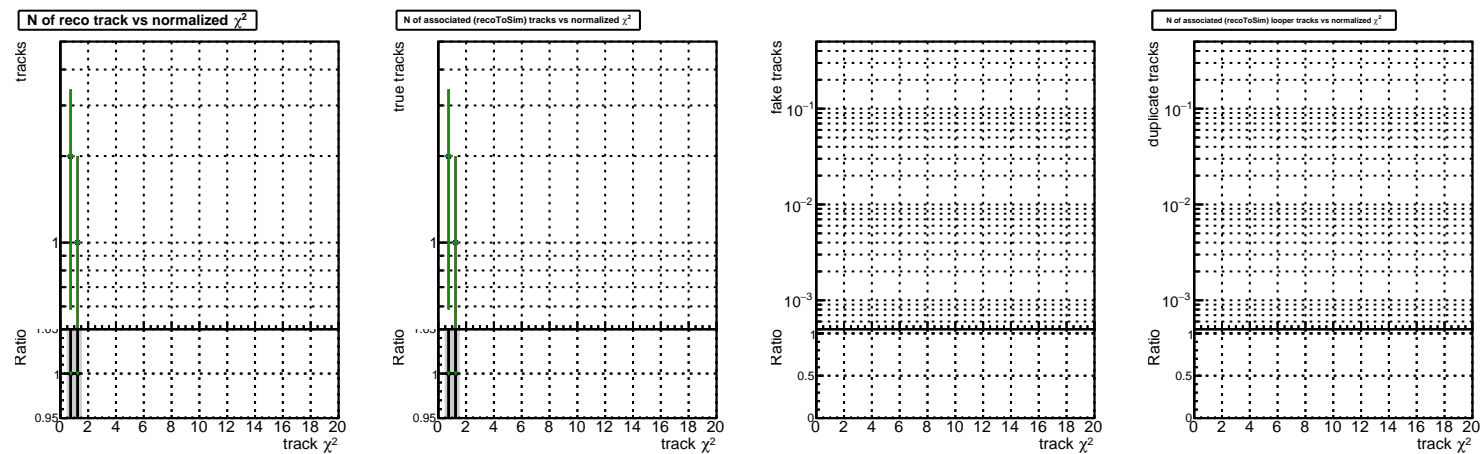 N of reco track vs normalized χ²
tracks
1
Ratio
1.05
1
0.95
0 2 4 6 8 10 12 14 16 18 20
track χ²
N of associated (recoToSim) tracks vs normalized χ²
true tracks
1
Ratio
1.05
1
0.95
0 2 4 6 8 10 12 14 16 18 20
track χ²
fake tracks
10⁻¹
10⁻²
10⁻³
Ratio
1
0.5
0
0 2 4 6 8 10 12 14 16 18 20
track χ²
N of associated (recoToSim) looper tracks vs normalized χ²
duplicate tracks
10⁻¹
10⁻²
10⁻³
Ratio
1
0.5
0
0 2 4 6 8 10 12 14 16 18 20
track χ²